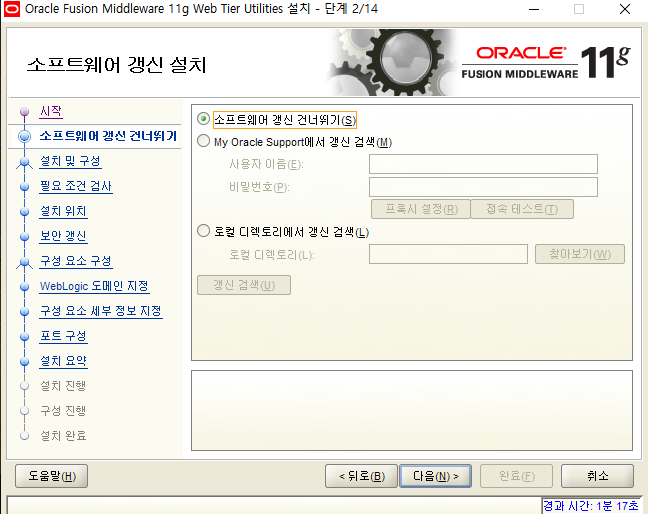 Oracle Fusion Middleware 11g Web Tier Utilities 설치 - 단계 2/14
소프트웨어 갱신 설치
ORACLE
FUSION MIDDLEWARE 11g
시작
소프트웨어 갱신 건너뛰기
설치 및 구성
필요 조건 검사
설치 위치
보안 갱신
구성 요소 구성
WebLogic 도메인 지정
구성 요소 세부 정보 지정
포트 구성
설치 요약
설치 진행
구성 진행
설치 완료
소프트웨어 갱신 건너뛰기(S)
My Oracle Support에서 갱신 검색(M)
사용자 이름(E):
비밀번호(P):
프록시 설정(R) 접속 테스트(T)
로컬 디렉토리에서 갱신 검색(L)
로컬 디렉토리(L): 찾아보기(W)
갱신 검색(U)
도움말(H) < 뒤로(B) 다음(N) > 완료(F) 취소
경과 시간: 1분 17초